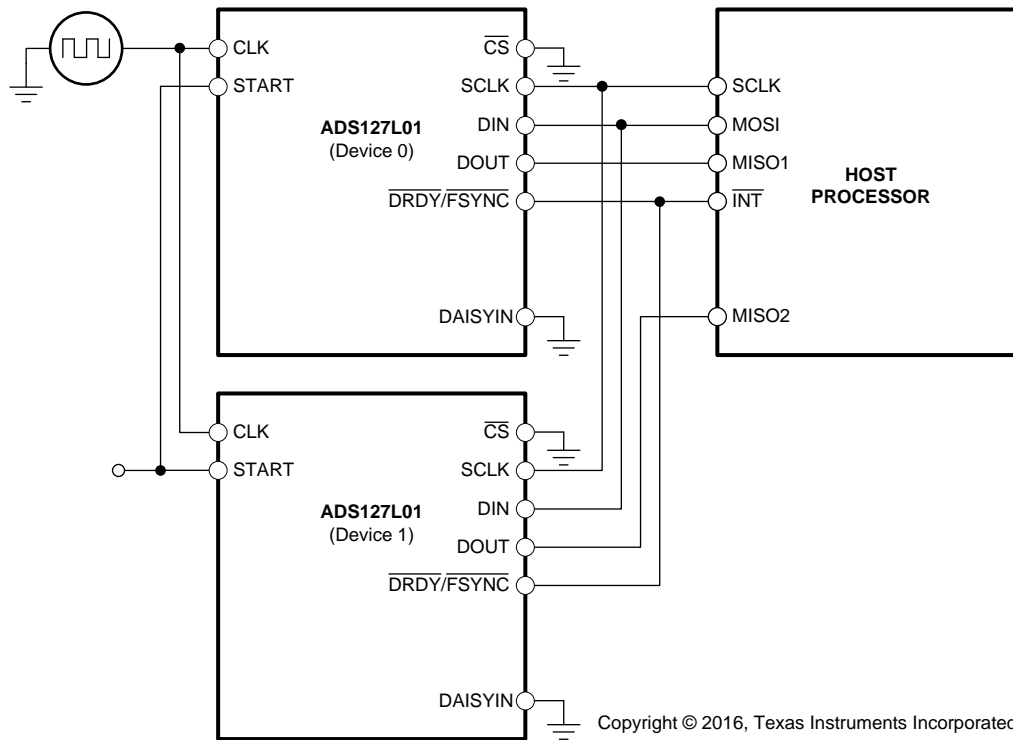 CLK
START
ADS127L01
(Device 0)
CS
SCLK
DIN
DOUT
DRDY/FSYNC
DAISYIN
SCLK
MOSI
MISO1
INT
MISO2
HOST
PROCESSOR
CLK
START
ADS127L01
(Device 1)
CS
SCLK
DIN
DOUT
DRDY/FSYNC
DAISYIN
Copyright © 2016, Texas Instruments Incorporated